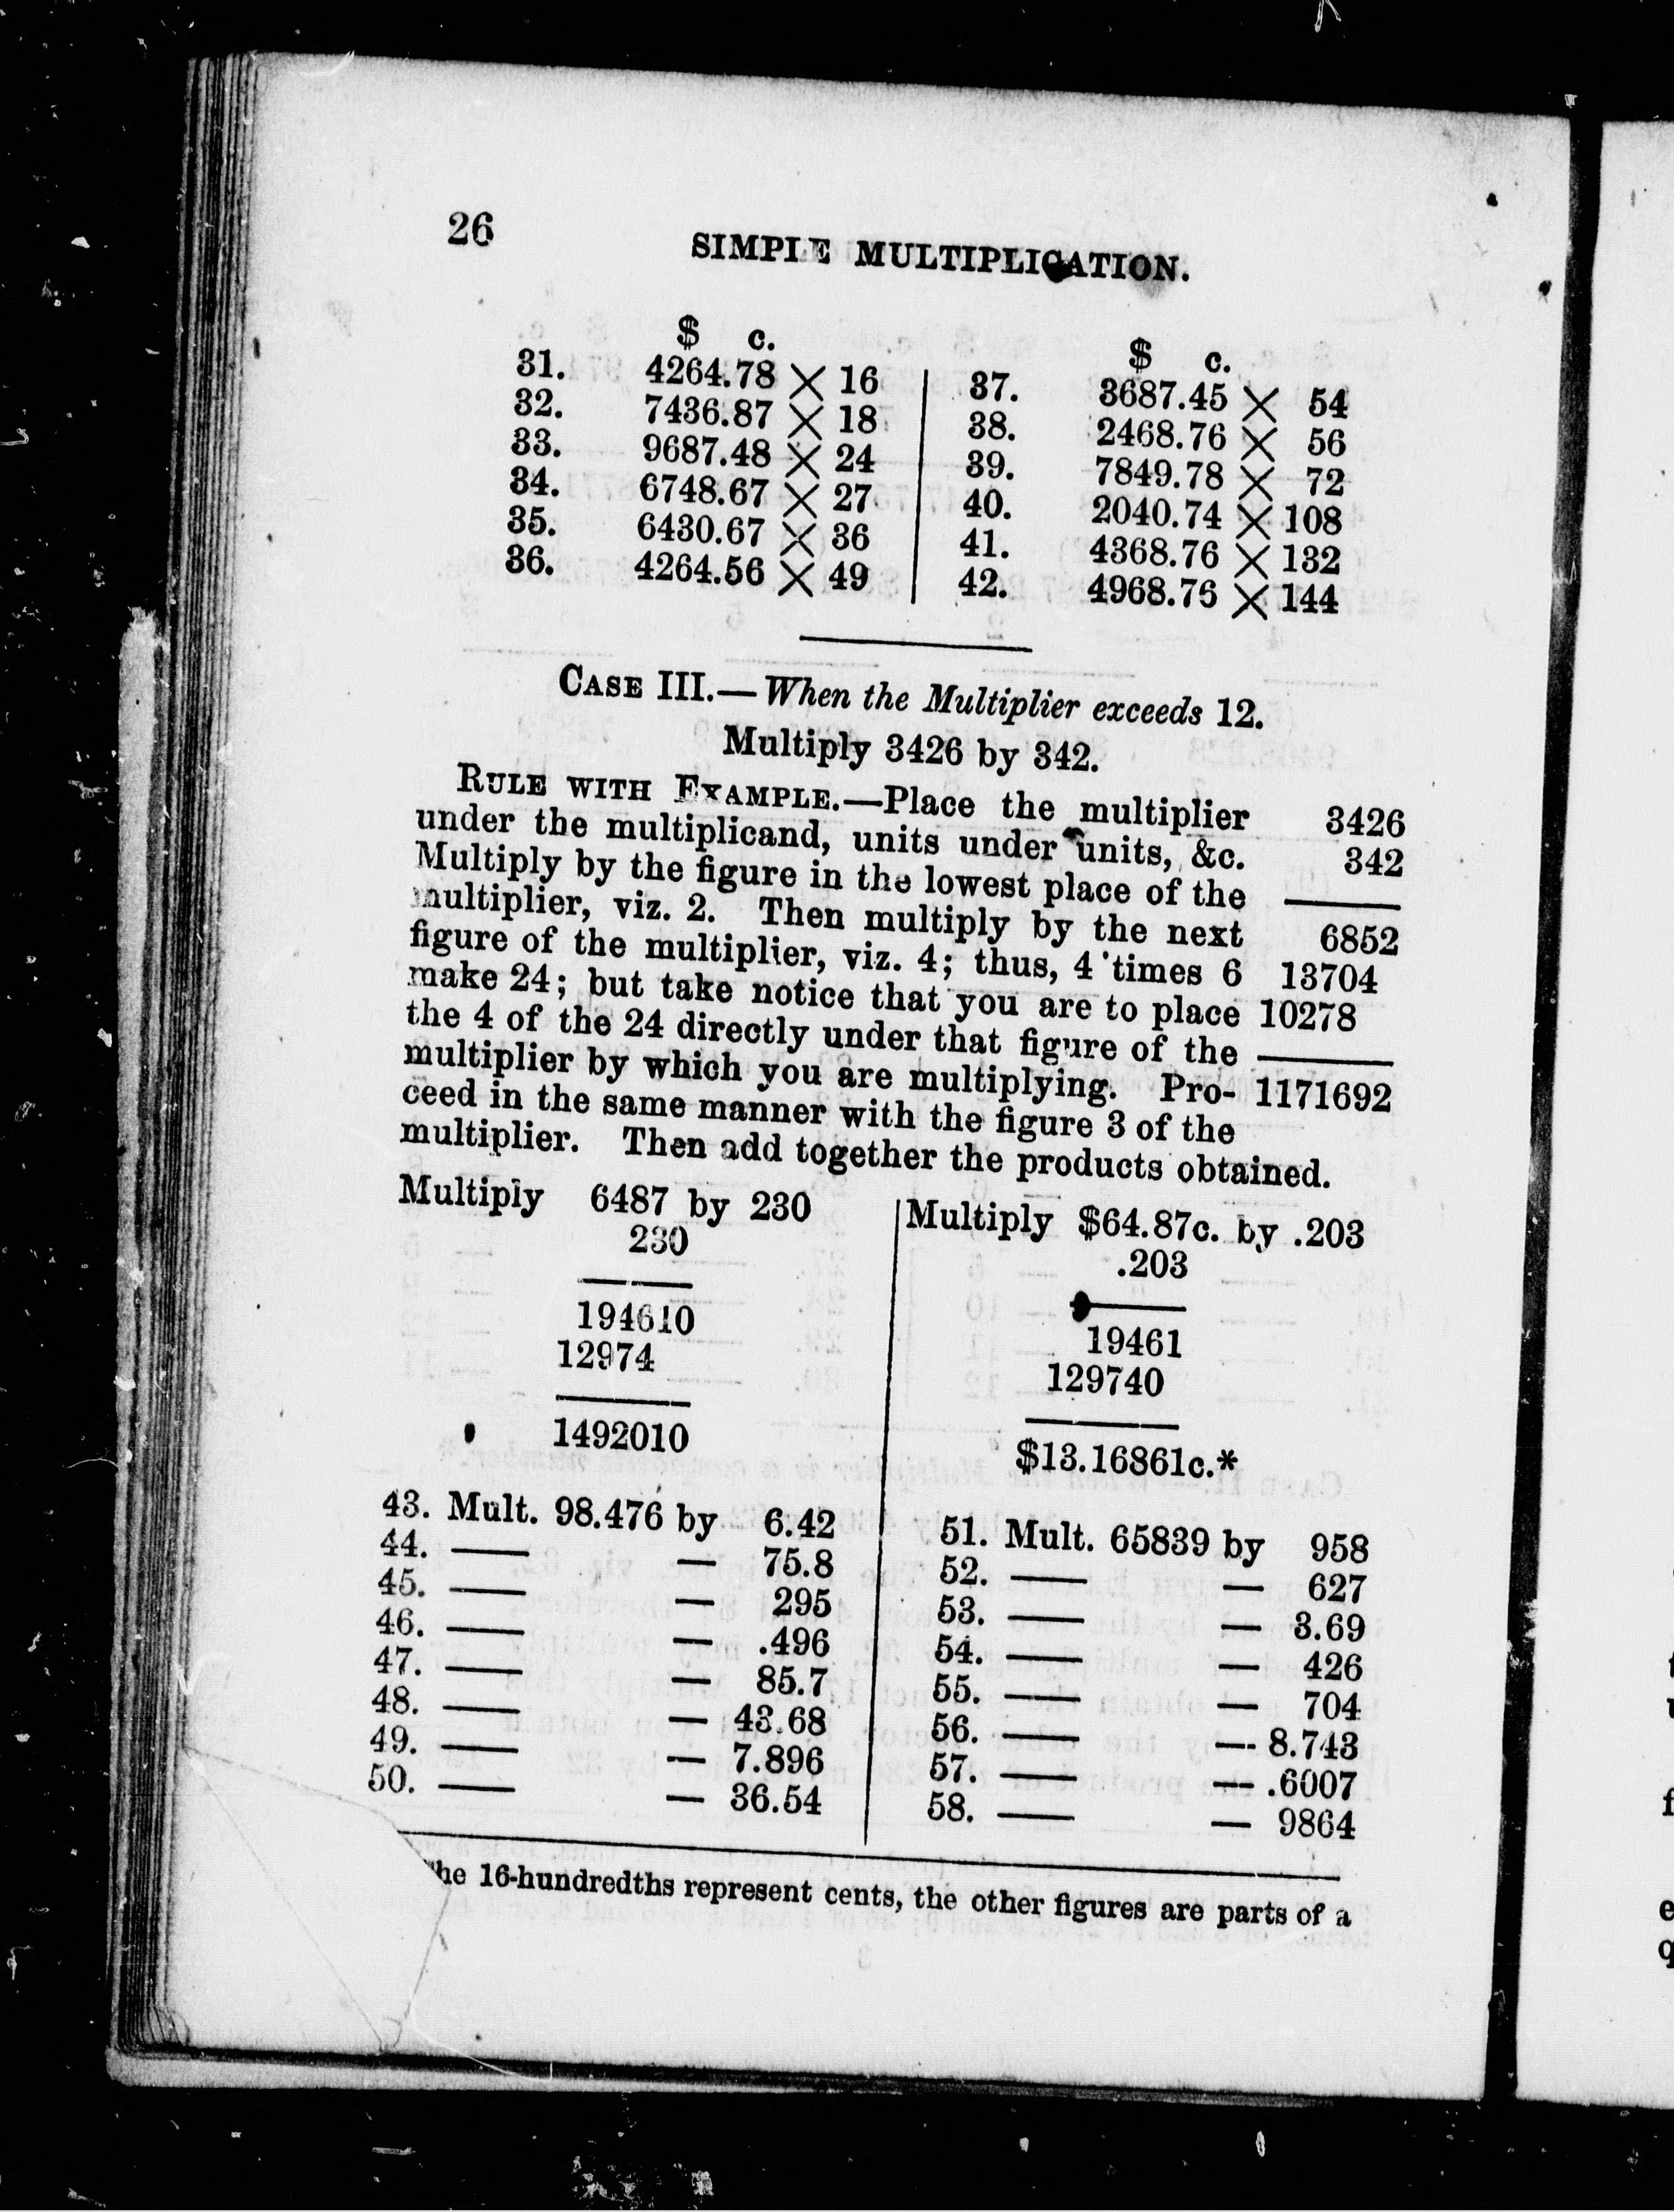 26
SIMPLE MULTIPLICATION.
$ c.
31. 4264.78 × 16
32. 7436.87 × 18
33. 9687.48 × 24
34. 6748.67 × 27
35. 6430.67 × 36
36. 4264.56 × 49
$ c.
37. 3687.45 × 54
38. 2468.76 × 56
39. 7849.78 × 72
40. 2040.74 × 108
41. 4368.76 × 132
42. 4968.76 × 144
CASE III.—When the Multiplier exceeds 12.
Multiply 3426 by 342.
RULE WITH EXAMPLE.—Place the multiplier
under the multiplicand, units under units, &c.
Multiply by the figure in the lowest place of the
multiplier, viz. 2. Then multiply by the next
figure of the multiplier, viz. 4; thus, 4 times 6
make 24; but take notice that you are to place
the 4 of the 24 directly under that figure of the
multiplier by which you are multiplying. Pro-
ceed in the same manner with the figure 3 of the
multiplier. Then add together the products obtained.
3426
342
6852
13704
10278
1171692
Multiply 6487 by 230
230
194610
12974
1492010
Multiply $64.87c. by .203
.203
19461
129740
$13.16861c.*
43. Mult. 98.476 by 6.42
44. —— — 75.8
45. —— — 295
46. —— — .496
47. —— — 85.7
48. —— — 43.68
49. —— — 7.896
50. —— — 36.54
51. Mult. 65839 by 958
52. —— — 627
53. —— — 3.69
54. —— — 426
55. —— — 704
56. —— — 8.743
57. —— — .6007
58. —— — 9864
he 16-hundredths represent cents, the other figures are parts of a